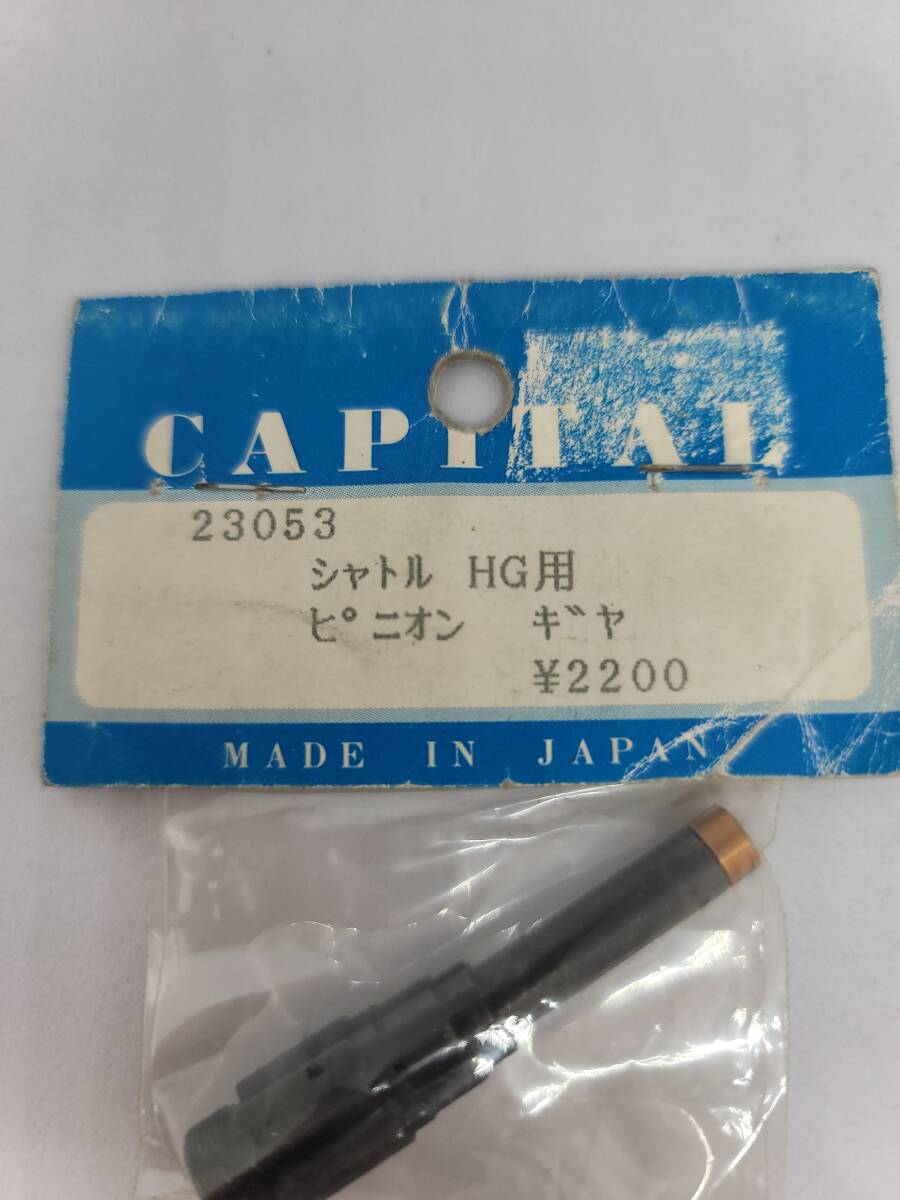 CAPITAL
23053
シャトル HG用
ピニオン ギヤ
¥2200
MADE IN JAPAN